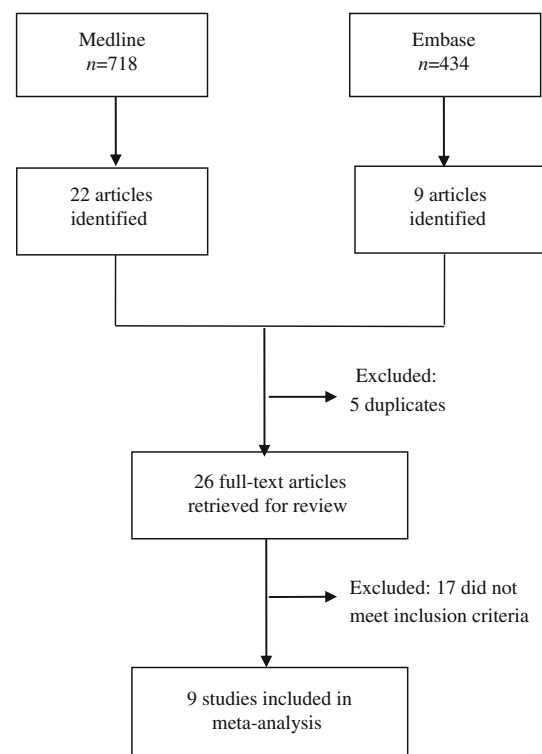 Medline
n=718
Embase
n=434
22 articles
identified
9 articles
identified
Excluded:
5 duplicates
26 full-text articles
retrieved for review
Excluded: 17 did not
meet inclusion criteria
9 studies included in
meta-analysis